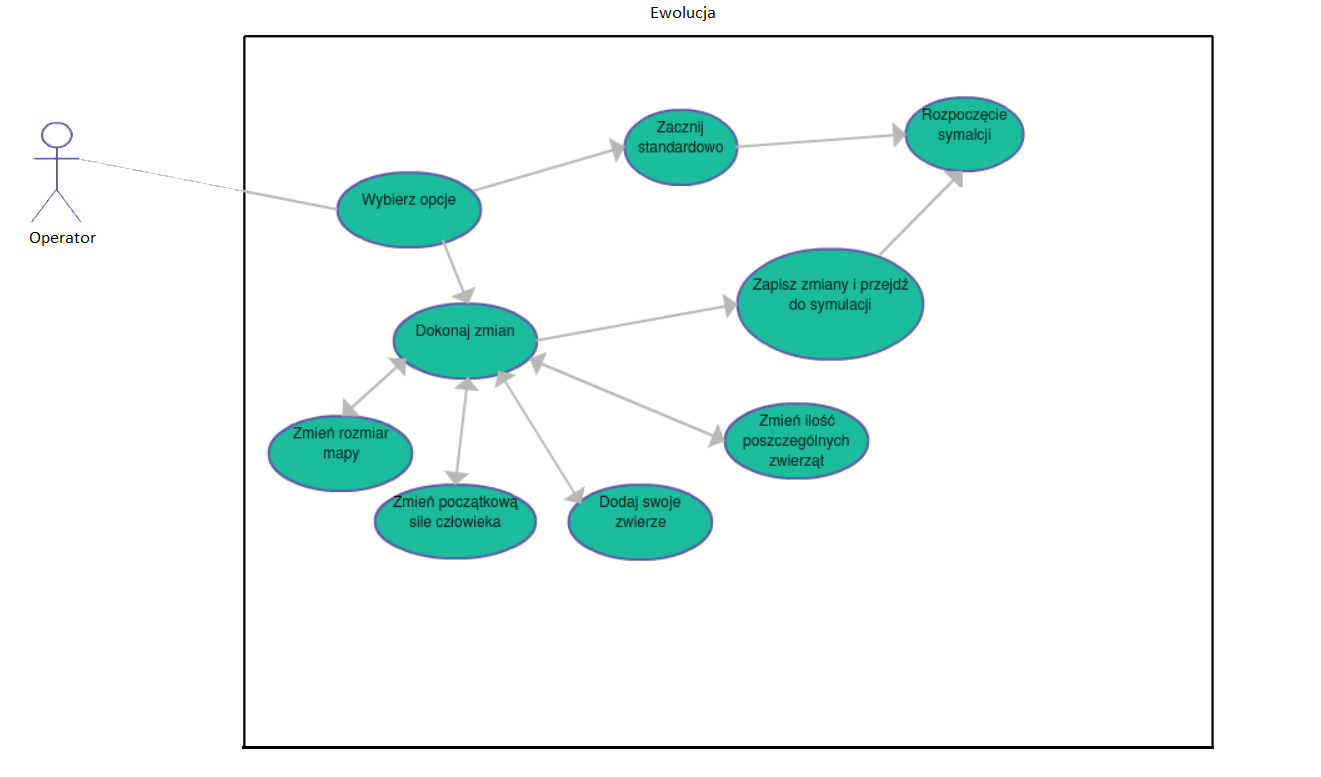 Ewolucja
Operator
Wybierz opcje
Zacznij
standardowo
Rozpoczęcie
symalcji
Dokonaj zmian
Zapisz zmiany i przejdź
do symulacji
Zmień rozmiar
mapy
Zmień początkową
siłe człowieka
Dodaj swoje
zwierze
Zmień ilość
poszczególnych
zwierząt